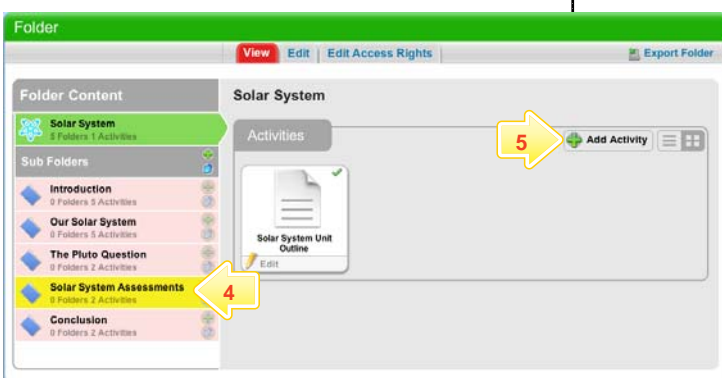 Folder
View Edit Edit Access Rights Export Folder
Folder Content
Solar System
5 Folders 1 Activities
Sub Folders
Introduction
0 Folders 5 Activities
Our Solar System
0 Folders 5 Activities
The Pluto Question
0 Folders 2 Activities
Solar System Assessments
0 Folders 2 Activities
Conclusion
0 Folders 2 Activities
4
Solar System
Activities
5
Add Activity
Solar System Unit
Outline
Edit